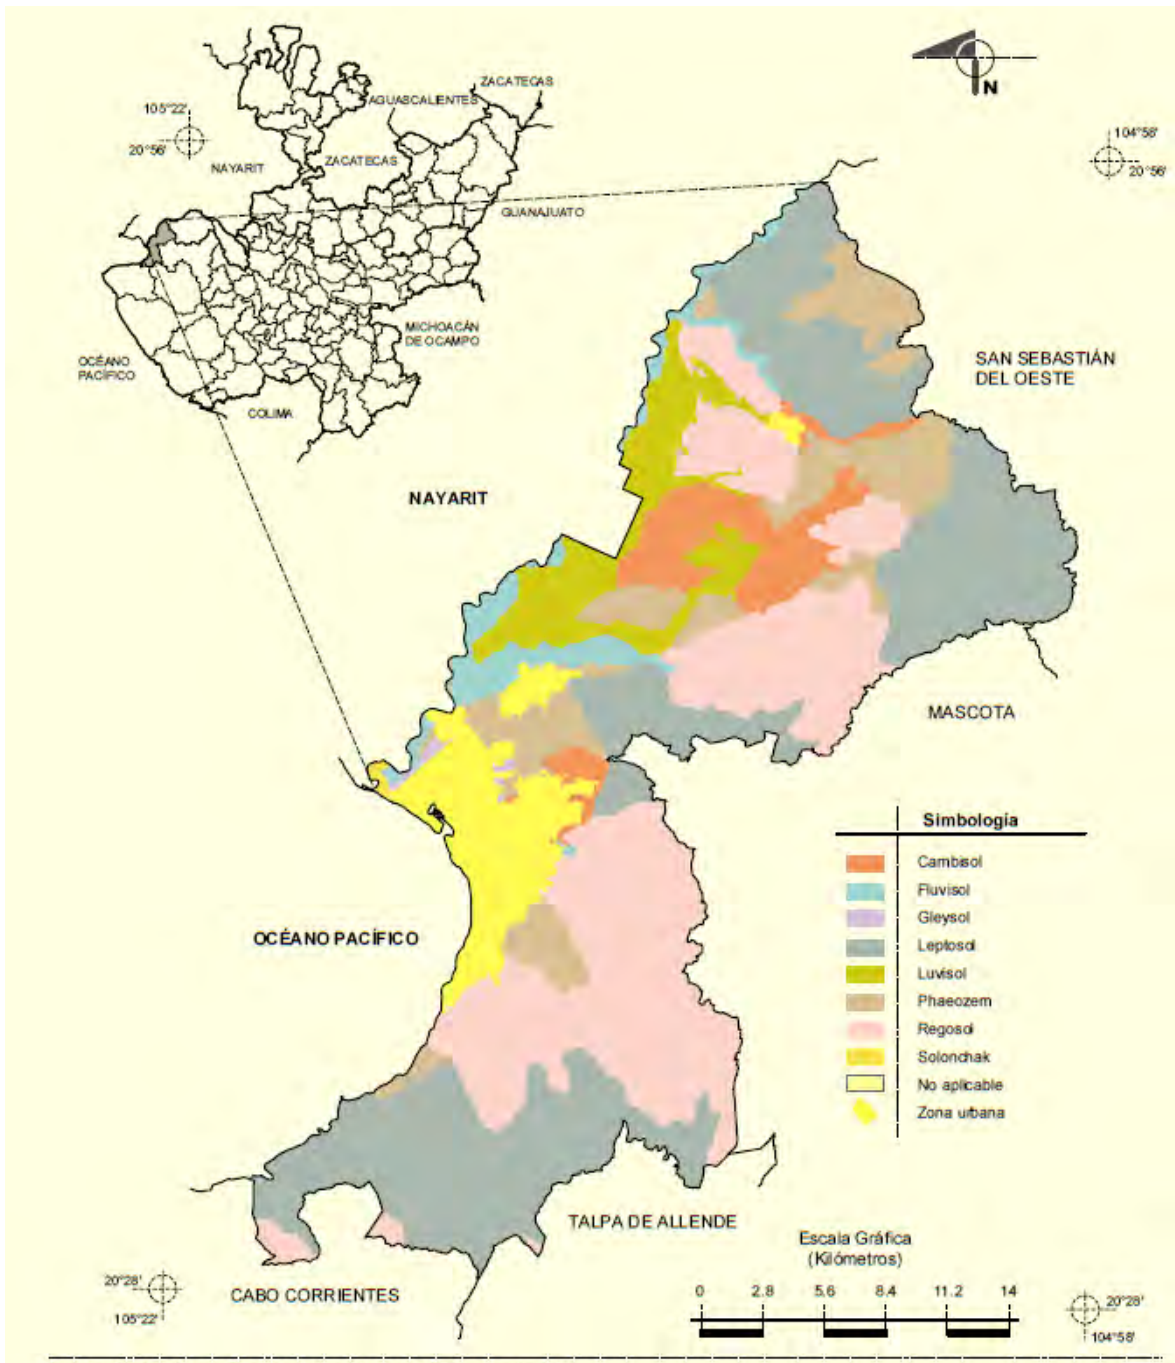 N
105°22'
20°56'
ZACATECAS
AGUASCALIENTES
NAYARIT
ZACATECAS
GUANAJUATO
MICHOACÁN
DE OCAMPO
OCÉANO
PACÍFICO
COLIMA
104°58'
20°56'
SAN SEBASTIÁN
DEL OESTE
NAYARIT
MASCOTA
OCÉANO PACÍFICO
Simbología
Cambisol
Fluvisol
Gleysol
Leptosol
Luvisol
Phaeozem
Regosol
Solonchak
No aplicable
Zona urbana
TALPA DE ALLENDE
CABO CORRIENTES
20°28'
105°22'
Escala Gráfica
(Kilómetros)
0 2.8 5.6 8.4 11.2 14
20°28'
104°58'